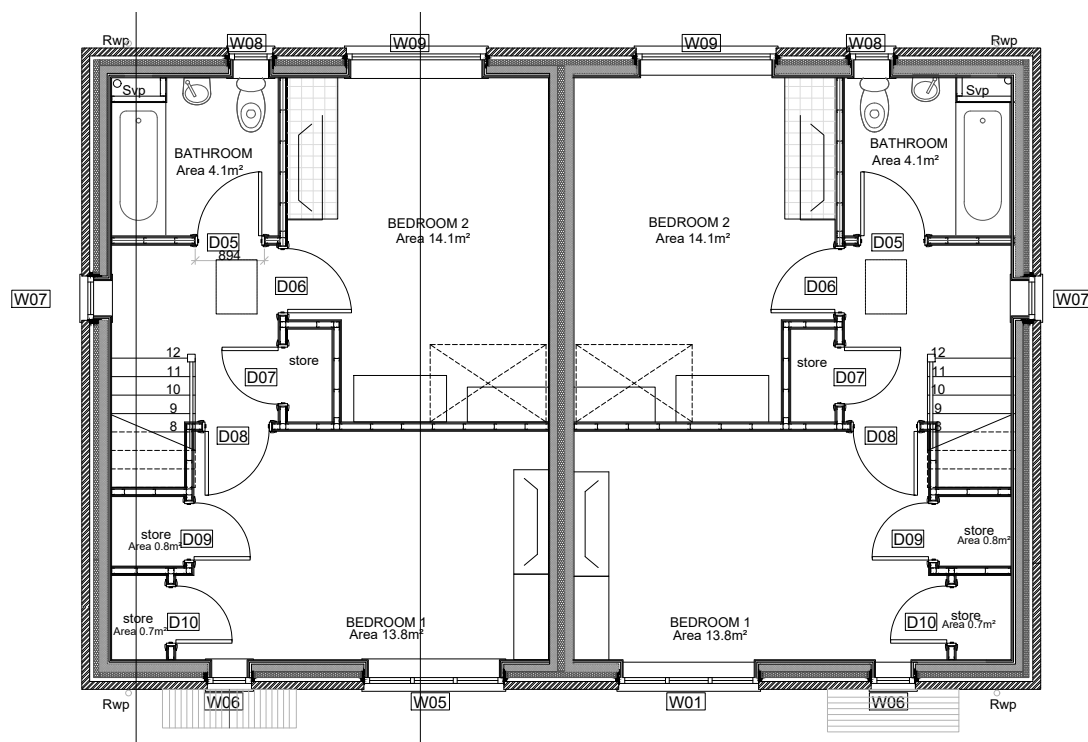 Rwp
W08
W09
W09
W08
Rwp
Svp
Svp
BATHROOM
Area 4.1m²
BATHROOM
Area 4.1m²
BEDROOM 2
Area 14.1m²
BEDROOM 2
Area 14.1m²
D05
894
D05
D06
D06
W07
W07
12
11
10
9
8
store
D07
store
D07
12
11
10
9
8
D08
D08
store
Area 0.8m²
D09
D09
store
Area 0.8m²
store
Area 0.7m²
D10
BEDROOM 1
Area 13.8m²
BEDROOM 1
Area 13.8m²
D10
store
Area 0.7m²
Rwp
W06
W05
W01
W06
Rwp